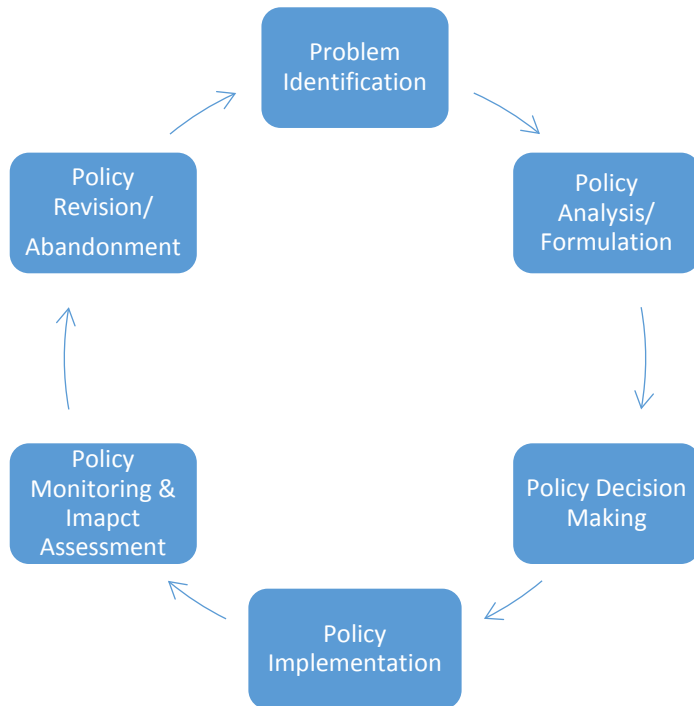 Problem
Identification
Policy
Analysis/
Formulation
Policy Decision
Making
Policy
Implementation
Policy
Monitoring &
Imapct
Assessment
Policy
Revision/
Abandonment